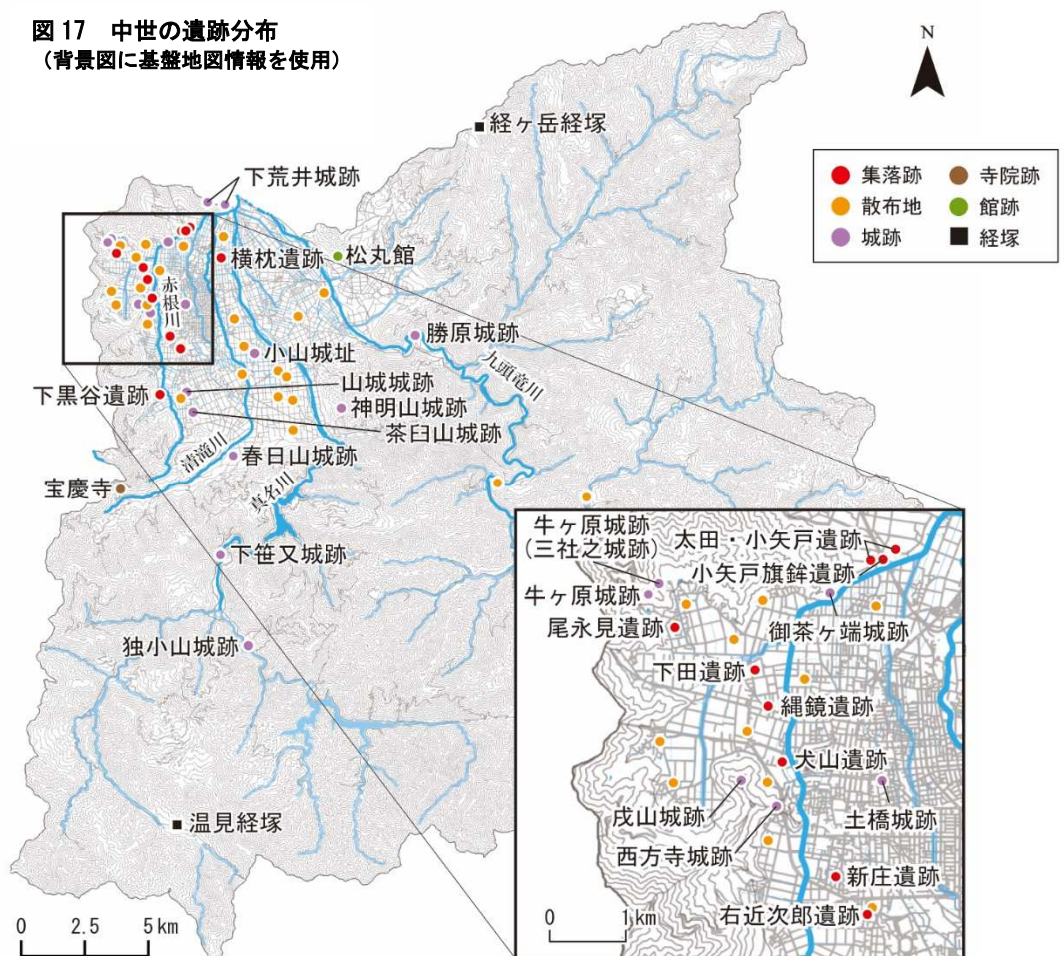 図 17　中世の遺跡分布
（背景図に基盤地図情報を使用）
N
経ヶ岳経塚
集落跡
寺院跡
散布地
館跡
城跡
経塚
下荒井城跡
横枕遺跡
松丸館
赤根川
勝原城跡
九頭竜川
小山城址
山城城跡
下黒谷遺跡
神明山城跡
茶臼山城跡
清滝川
春日山城跡
真名川
宝慶寺
下笹又城跡
独小山城跡
温見経塚
0 2.5 5 km
牛ヶ原城跡
（三社之城跡）
太田・小矢戸遺跡
小矢戸旗鉾遺跡
牛ヶ原城跡
尾永見遺跡
御茶ヶ端城跡
下田遺跡
縄鏡遺跡
犬山遺跡
戌山城跡
土橋城跡
西方寺城跡
新庄遺跡
右近次郎遺跡
0 1 km